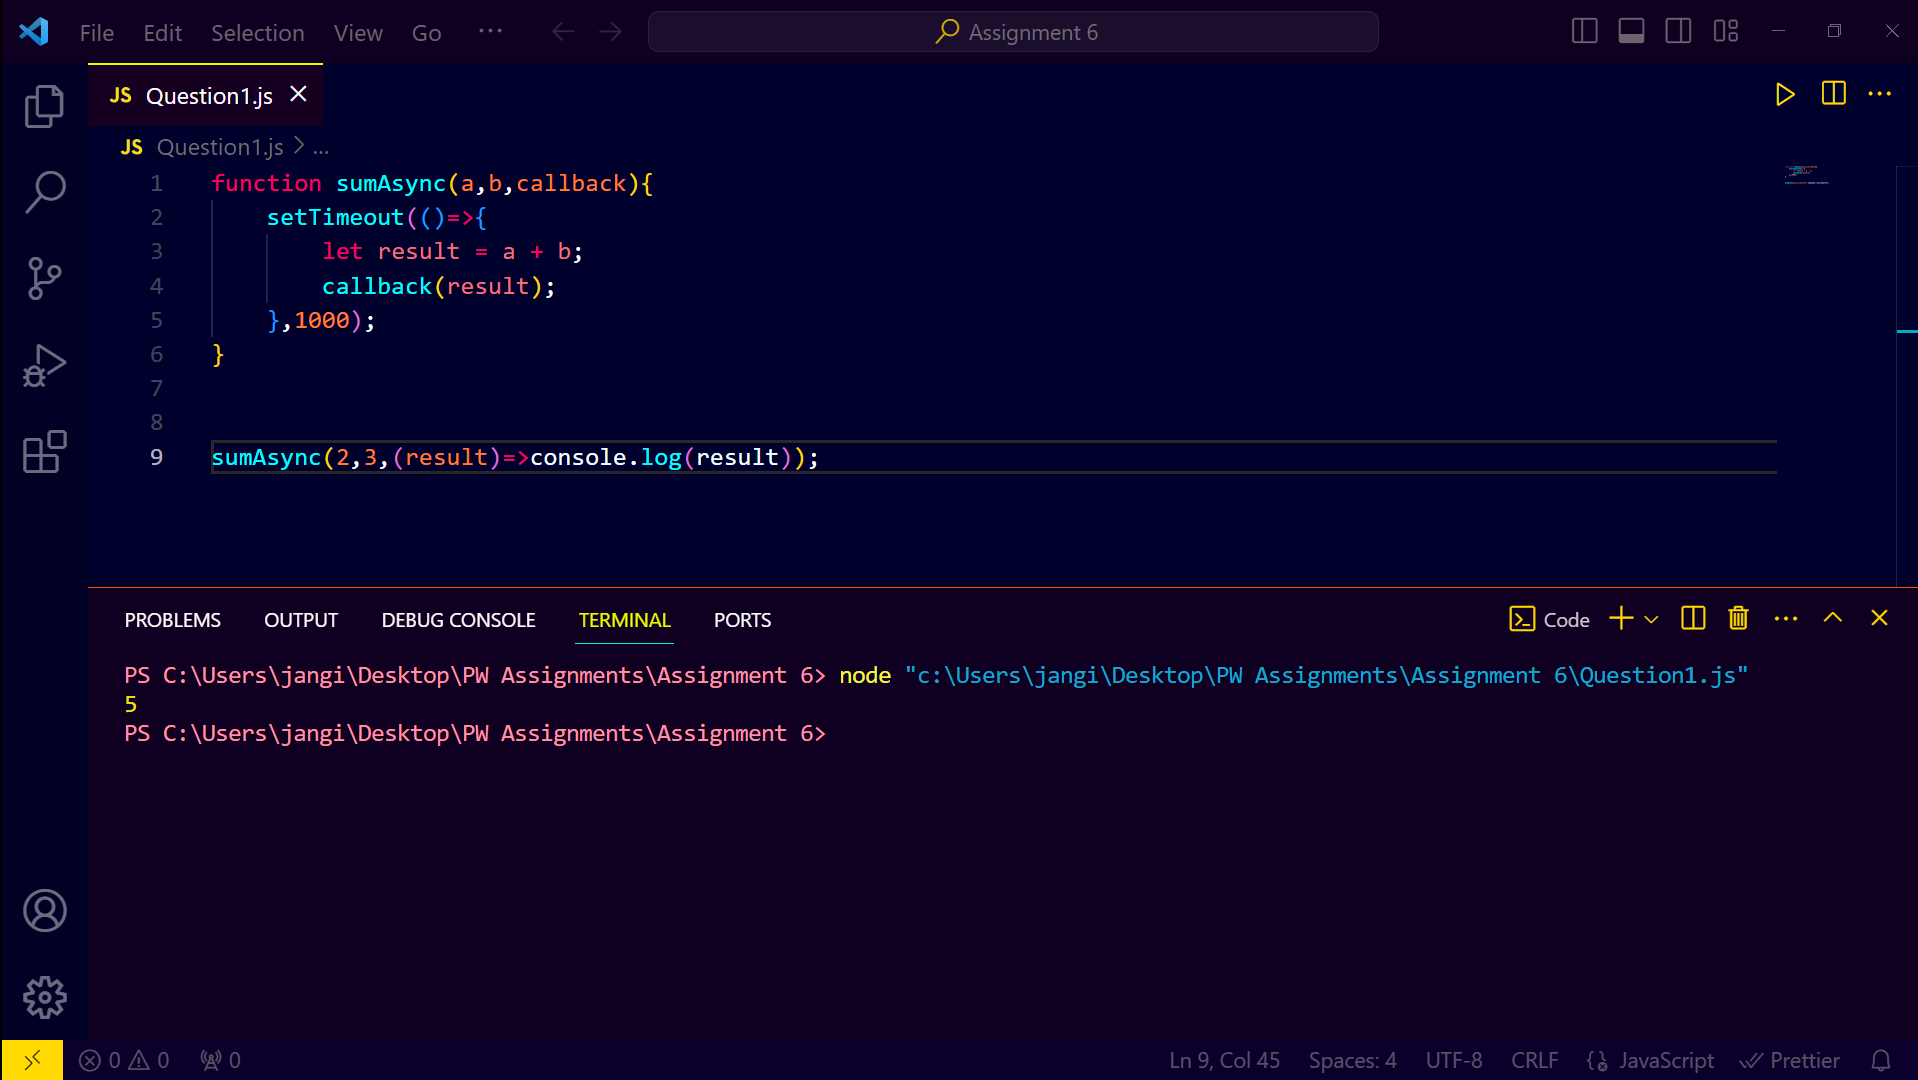 File Edit Selection View Go ... Assignment 6
JS Question1.js
JS Question1.js > ...
1 function sumAsync(a,b,callback){
2     setTimeout(()=>{
3         let result = a + b;
4         callback(result);
5     },1000);
6 }
7
8
9 sumAsync(2,3,(result)=>console.log(result));
PROBLEMS OUTPUT DEBUG CONSOLE TERMINAL PORTS Code
PS C:\Users\jangi\Desktop\PW Assignments\Assignment 6> node "c:\Users\jangi\Desktop\PW Assignments\Assignment 6\Question1.js"
5
PS C:\Users\jangi\Desktop\PW Assignments\Assignment 6>
0 0 0 Ln 9, Col 45 Spaces: 4 UTF-8 CRLF JavaScript Prettier